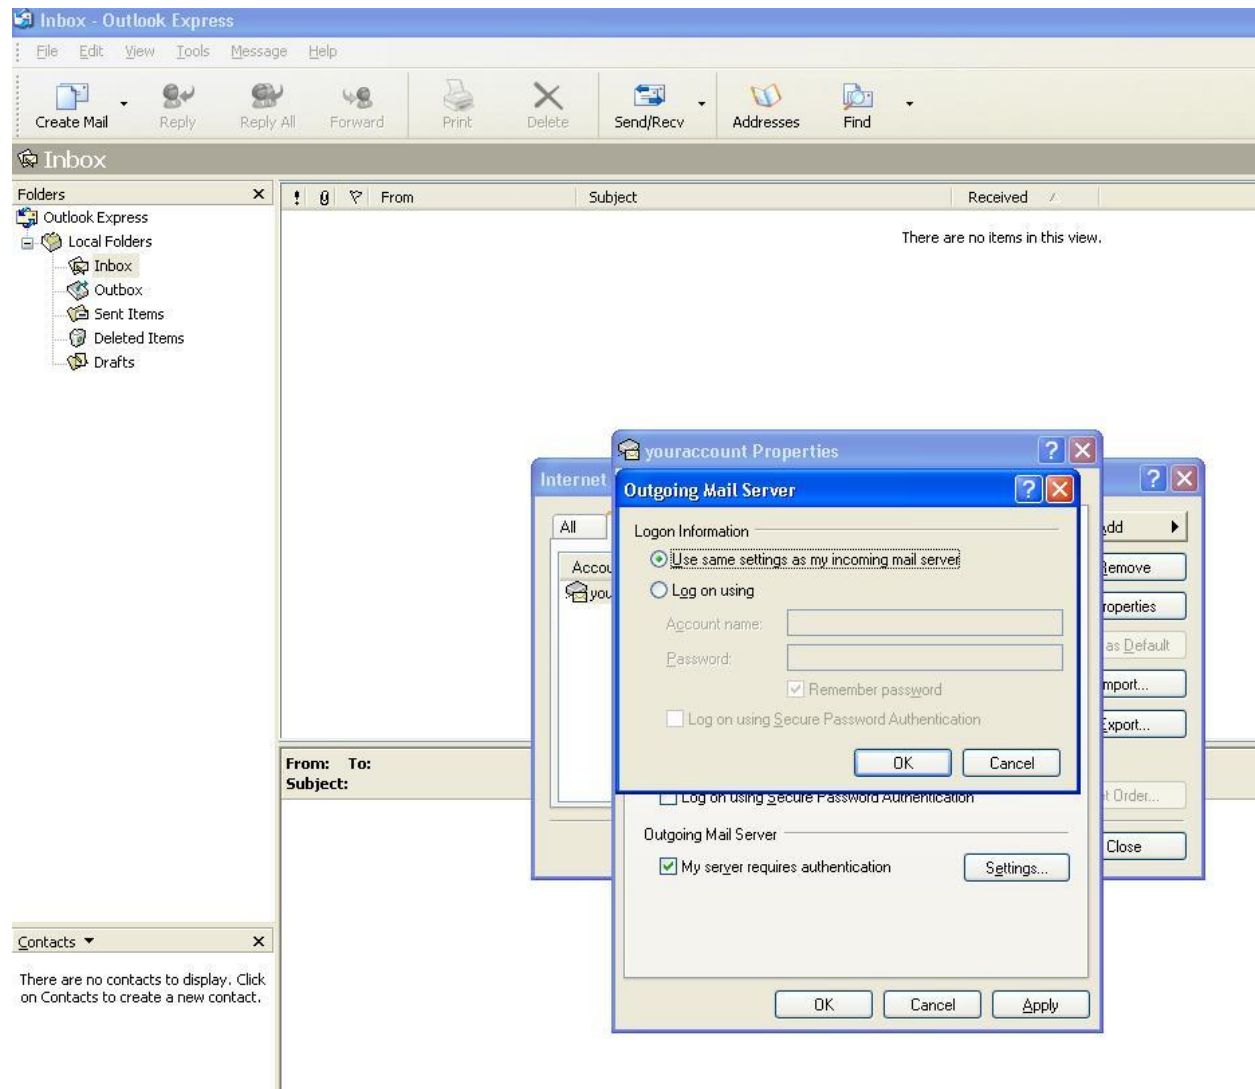 Inbox - Outlook Express
File Edit View Tools Message Help
Create Mail Reply Reply All Forward Print Delete Send/Recv Addresses Find
Inbox
Folders
! From Subject Received
Outlook Express
There are no items in this view.
Local Folders
Inbox
Outbox
Sent Items
Deleted Items
Drafts
youraccount Properties
Internet
Outgoing Mail Server
All
Logon Information
Use same settings as my incoming mail server
Log on using
Account name:
Password:
Remember password
Log on using Secure Password Authentication
OK Cancel
Accou
you
dd
emove
roperties
as Default
mport...
Export...
t Order...
Close
From: To:
Subject:
Log on using Secure Password Authentication
Outgoing Mail Server
My server requires authentication
Settings...
OK Cancel Apply
Contacts
There are no contacts to display. Click
on Contacts to create a new contact.